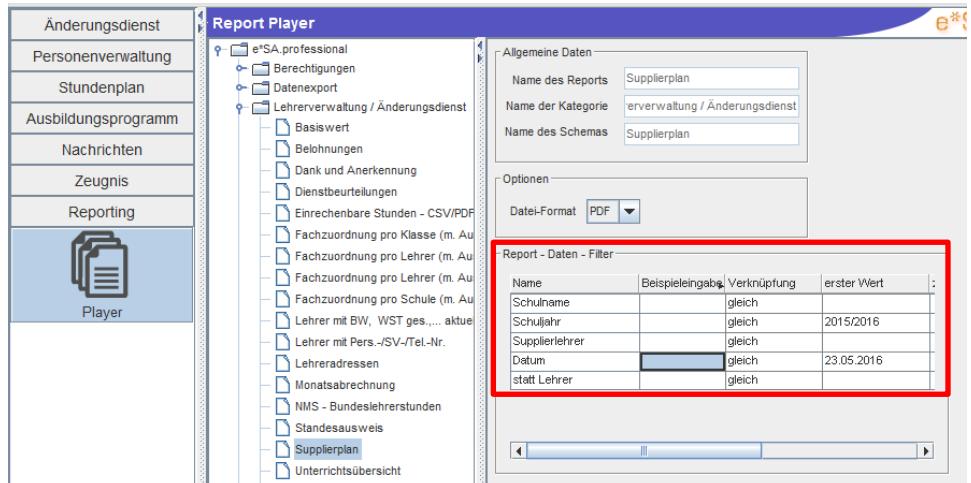 Änderungsdienst
Personenverwaltung
Stundenplan
Ausbildungsprogramm
Nachrichten
Zeugnis
Reporting
Player
Report Player
e*S
e*SA.professional
Berechtigungen
Datenexport
Lehrerverwaltung / Änderungsdienst
Basiswert
Belohnungen
Dank und Anerkennung
Dienstbeurteilungen
Einrechenbare Stunden - CSV/PDF
Fachzuordnung pro Klasse (m. Au
Fachzuordnung pro Lehrer (m. Au
Fachzuordnung pro Lehrer (m. Au
Fachzuordnung pro Schule (m. Au
Lehrer mit BW, WST ges.,... aktue
Lehrer mit Pers.-/SV-/Tel.-Nr.
Lehreradressen
Monatsabrechnung
NMS - Bundeslehrerstunden
Standesausweis
Supplierplan
Unterrichtsübersicht
Allgemeine Daten
Name des Reports Supplierplan
Name der Kategorie rerverwaltung / Änderungsdienst
Name des Schemas Supplierplan
Optionen
Datei-Format PDF
Report - Daten - Filter
Name Beispieleingabe Verknüpfung erster Wert
Schulname gleich
Schuljahr gleich 2015/2016
Supplierlehrer gleich
Datum gleich 23.05.2016
statt Lehrer gleich